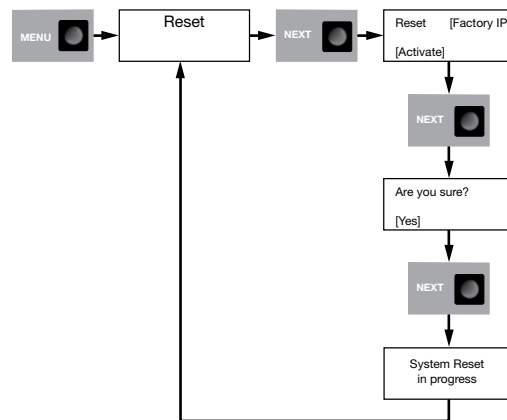 MENU
Reset
NEXT
Reset [Factory IP
[Activate]
NEXT
Are you sure?
[Yes]
NEXT
System Reset
in progress